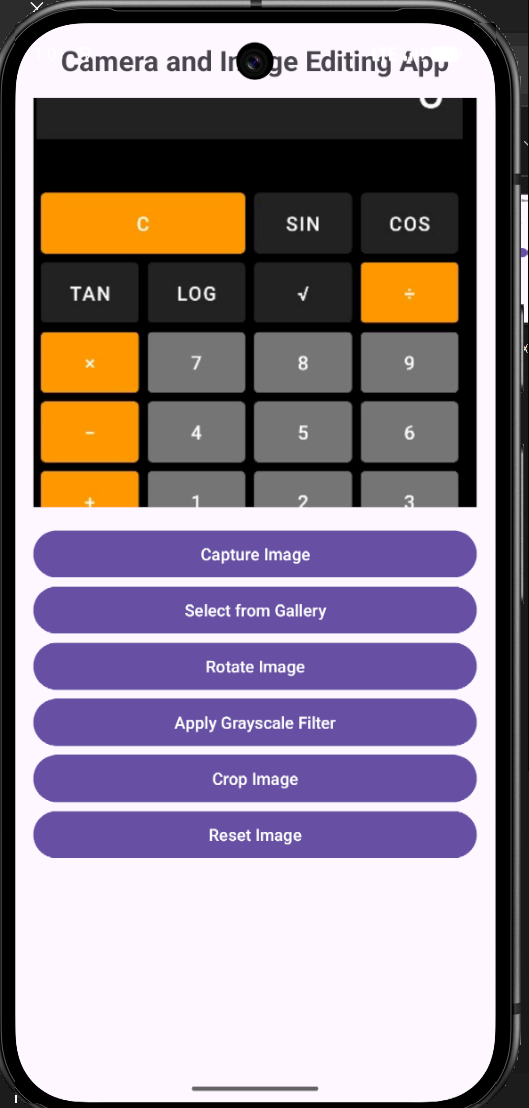 Camera and Image Editing App
C SIN COS
TAN LOG √ ÷
× 7 8 9
− 4 5 6
+ 1 2 3
Capture Image
Select from Gallery
Rotate Image
Apply Grayscale Filter
Crop Image
Reset Image